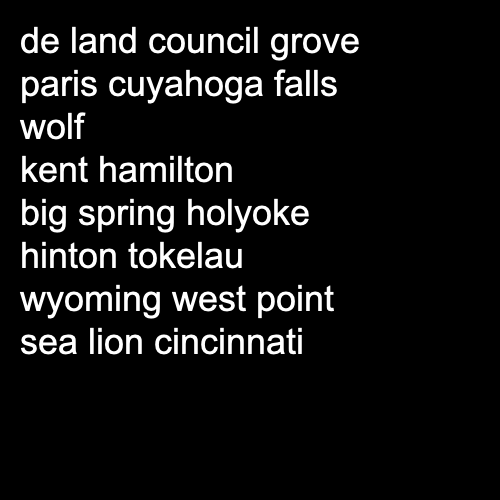 de land council grove
paris cuyahoga falls
wolf
kent hamilton
big spring holyoke
hinton tokelau
wyoming west point
sea lion cincinnati